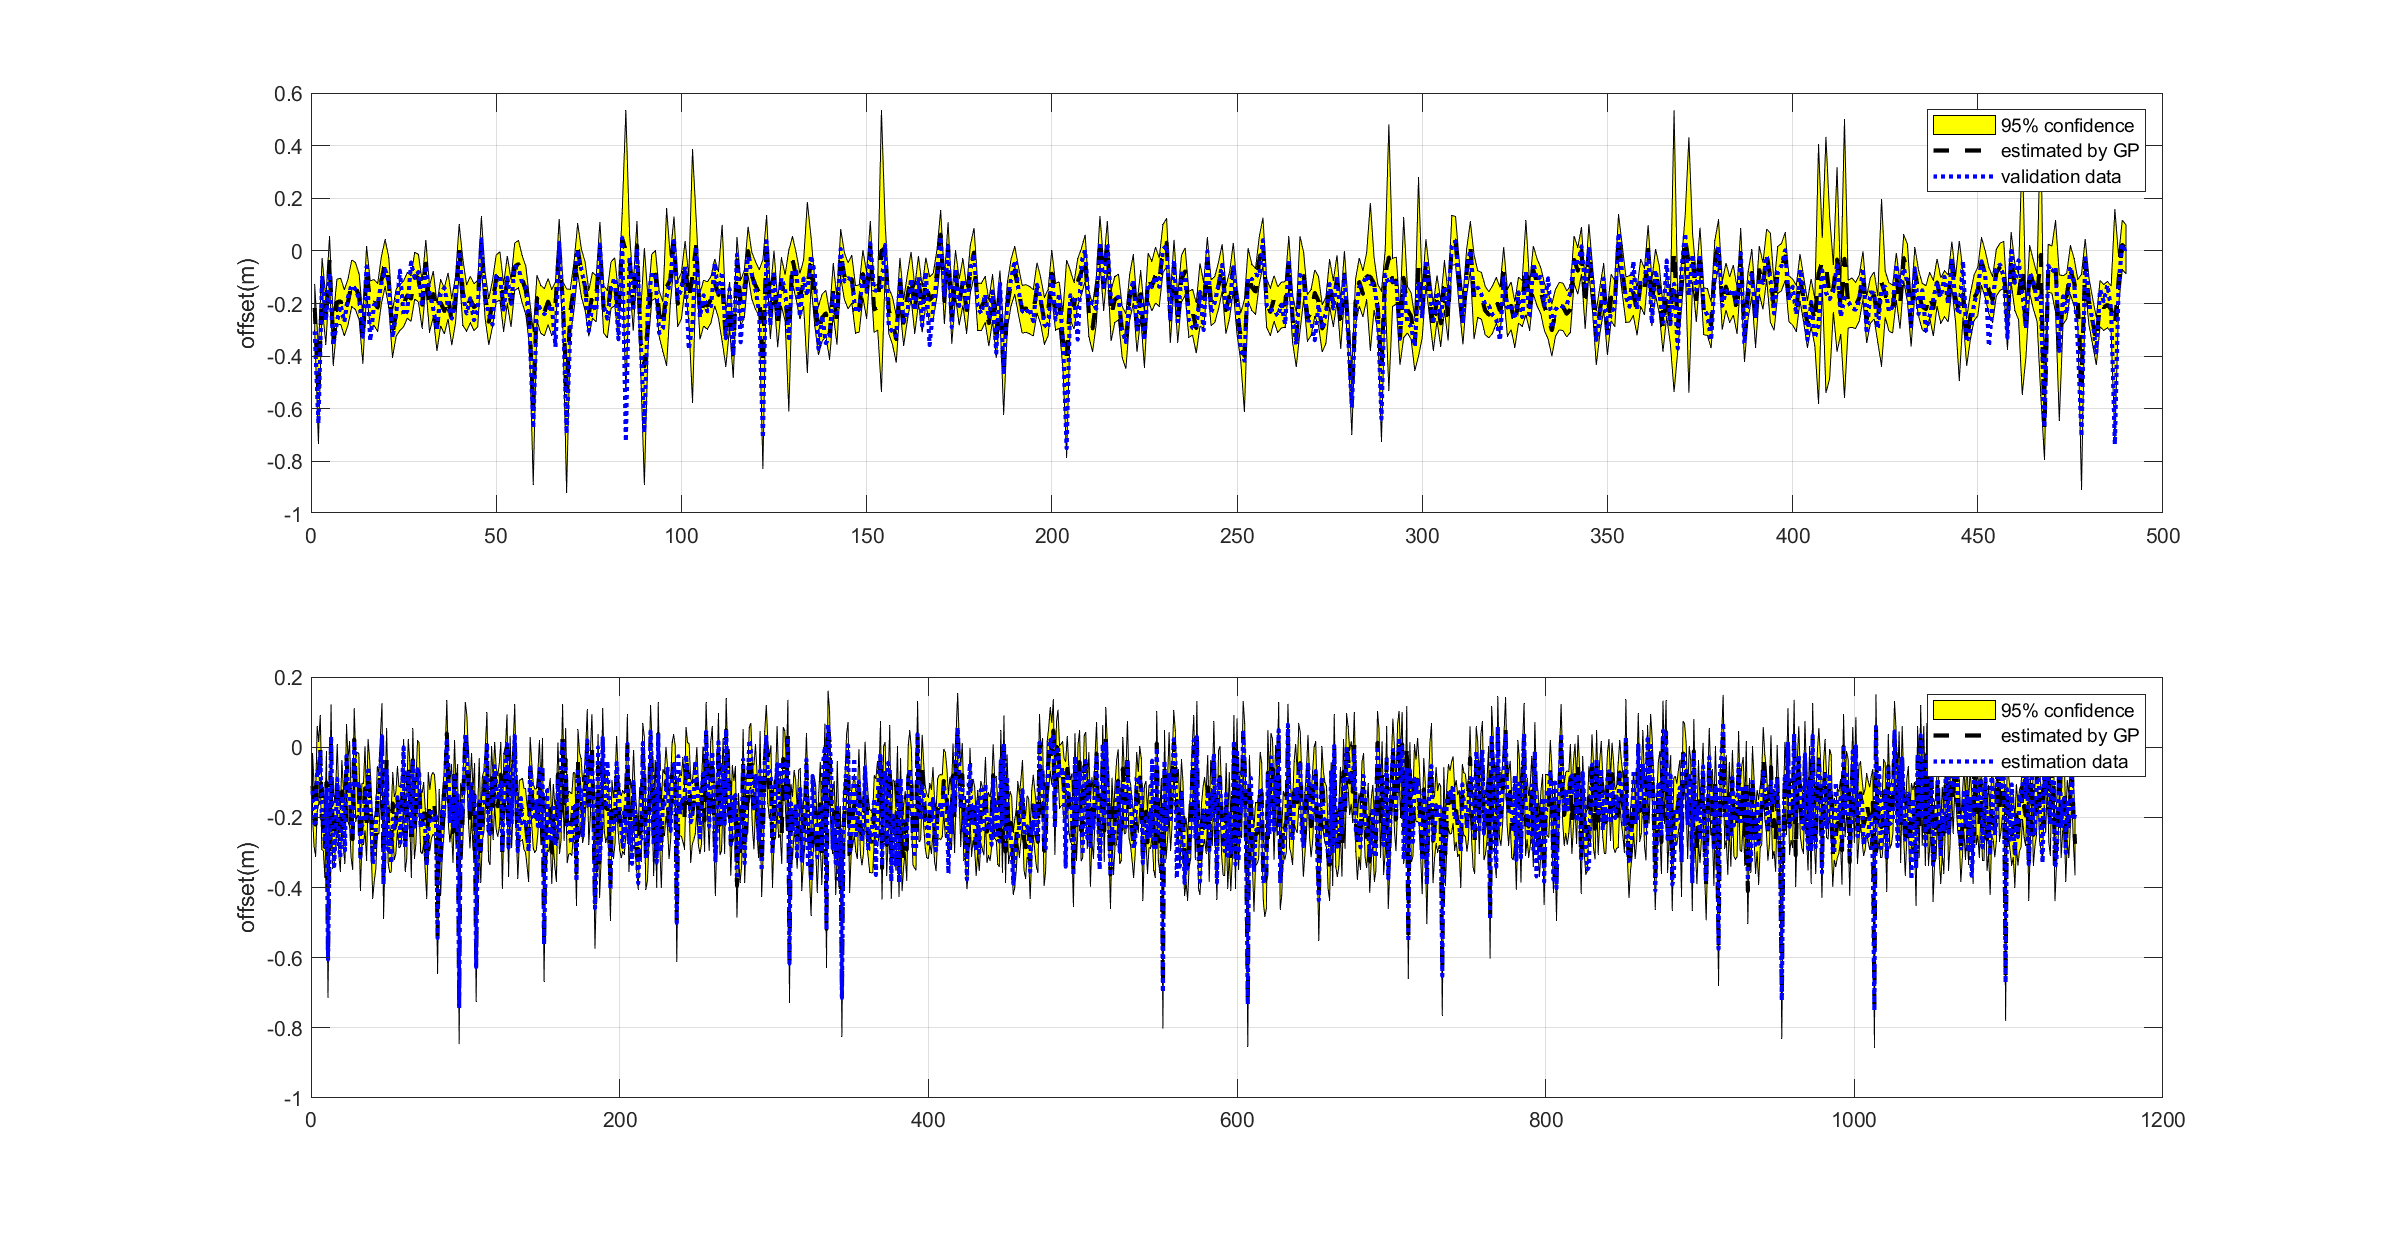 0.6
0.4
0.2
0
-0.2
-0.4
-0.6
-0.8
-1
offset(m)
95% confidence
estimated by GP
validation data
0 50 100 150 200 250 300 350 400 450 500
0.2
0
-0.2
-0.4
-0.6
-0.8
-1
offset(m)
95% confidence
estimated by GP
estimation data
0 200 400 600 800 1000 1200